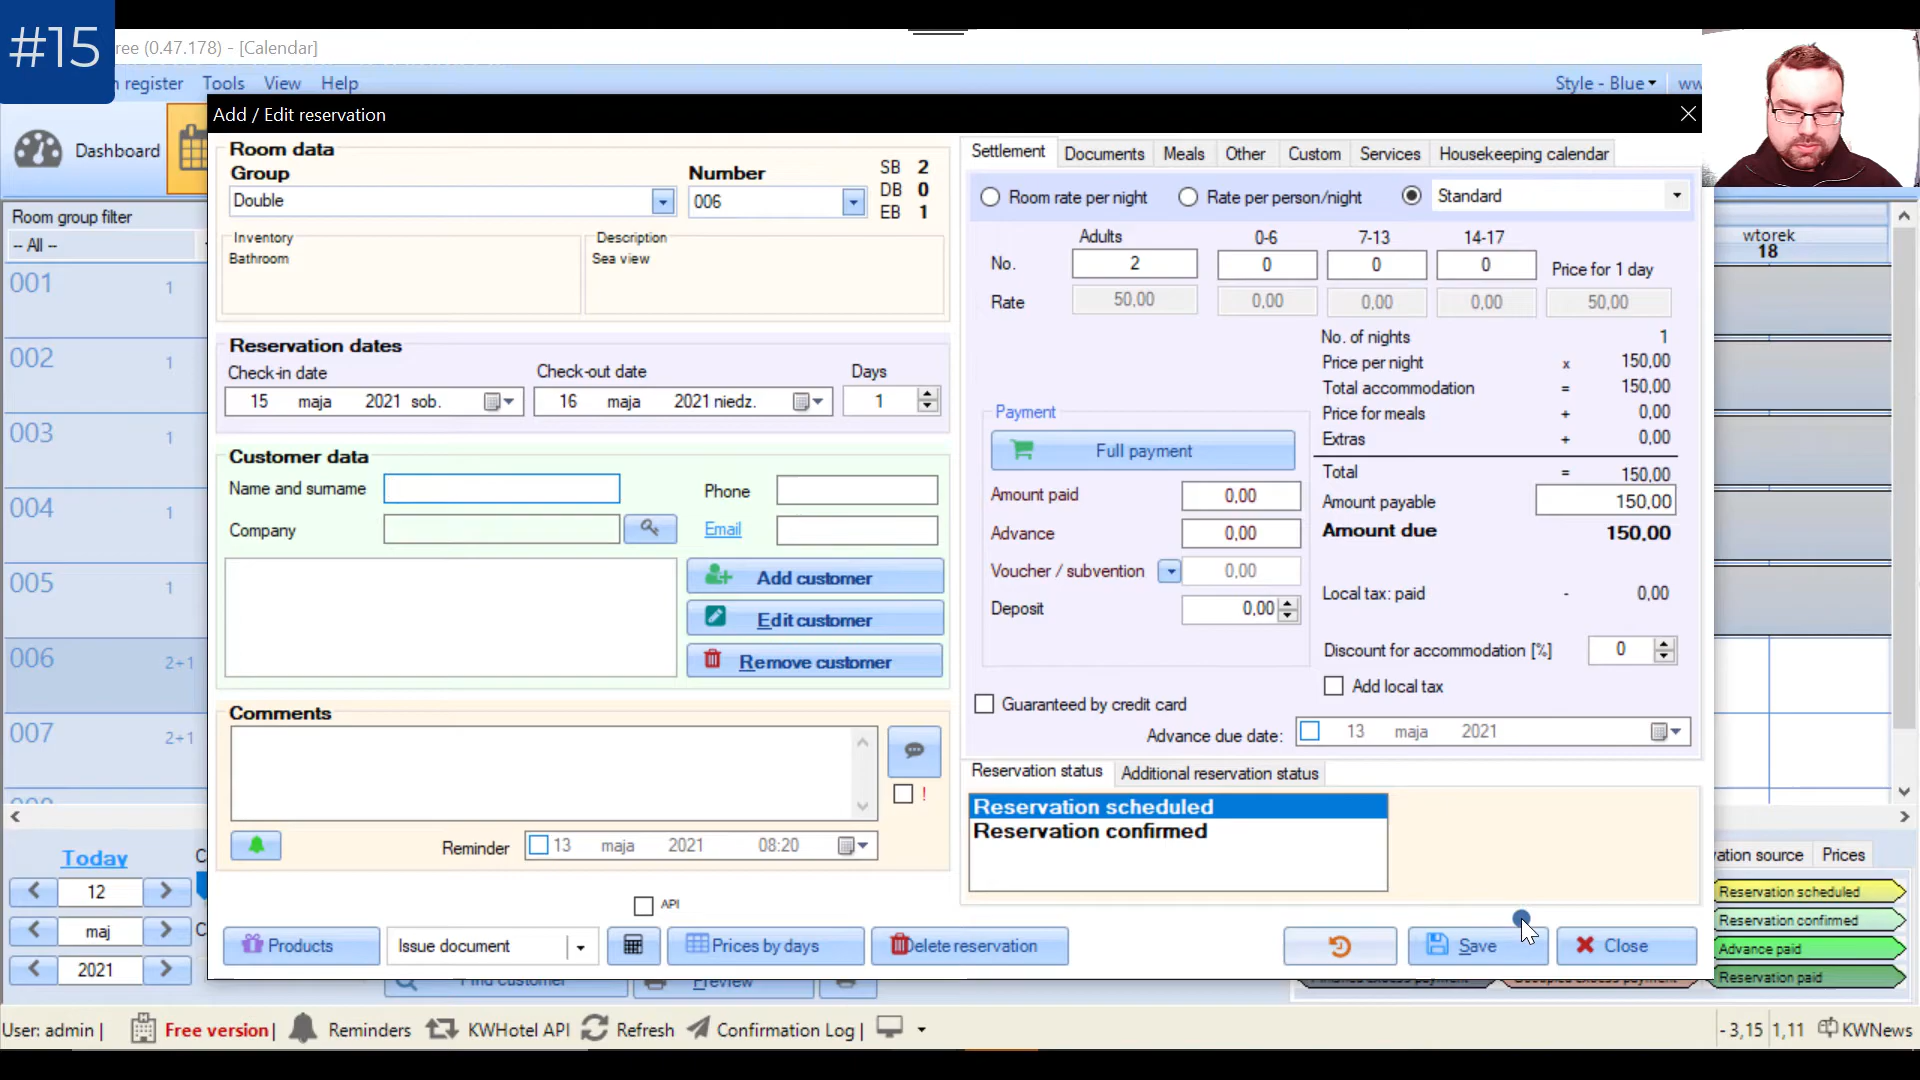 #15
ree (0.47.178) - [Calendar]
register Tools View Help
Style - Blue
ww
Dashboard
Room group filter
-- All --
001 1
002 1
003 1
004 1
005 1
006 2+1
007 2+1
Add / Edit reservation
Room data
Group
Double
Number
006
SB 2
DB 0
EB 1
Inventory
Bathroom
Description
Sea view
Reservation dates
Check-in date
15 maja 2021 sob.
Check-out date
16 maja 2021 niedz.
Days
1
Customer data
Name and surname
Phone
Company
Email
Add customer
Edit customer
Remove customer
Comments
!
Reminder
13 maja 2021 08:20
API
Products
Issue document
Prices by days
Delete reservation
Settlement Documents Meals Other Custom Services Housekeeping calendar
Room rate per night Rate per person/night Standard
Adults 0-6 7-13 14-17
No. 2 0 0 0 Price for 1 day
Rate 50,00 0,00 0,00 0,00 50,00
No. of nights 1
Price per night x 150,00
Total accommodation = 150,00
Price for meals + 0,00
Extras + 0,00
Total = 150,00
Amount payable 150,00
Amount due 150.00
Local tax: paid - 0,00
Discount for accommodation [%] 0
Add local tax
Payment
Full payment
Amount paid 0,00
Advance 0,00
Voucher / subvention 0,00
Deposit 0,00
Guaranteed by credit card
Advance due date: 13 maja 2021
Reservation status Additional reservation status
Reservation scheduled
Reservation confirmed
Save
Close
wtorek
18
Today
12
maj
2021
Find customer
Preview
ation source Prices
Reservation scheduled
Reservation confirmed
Advance paid
Reservation paid
User: admin | Free version | Reminders KWHotel API Refresh Confirmation Log |
- 3,15 1,11 KWNews